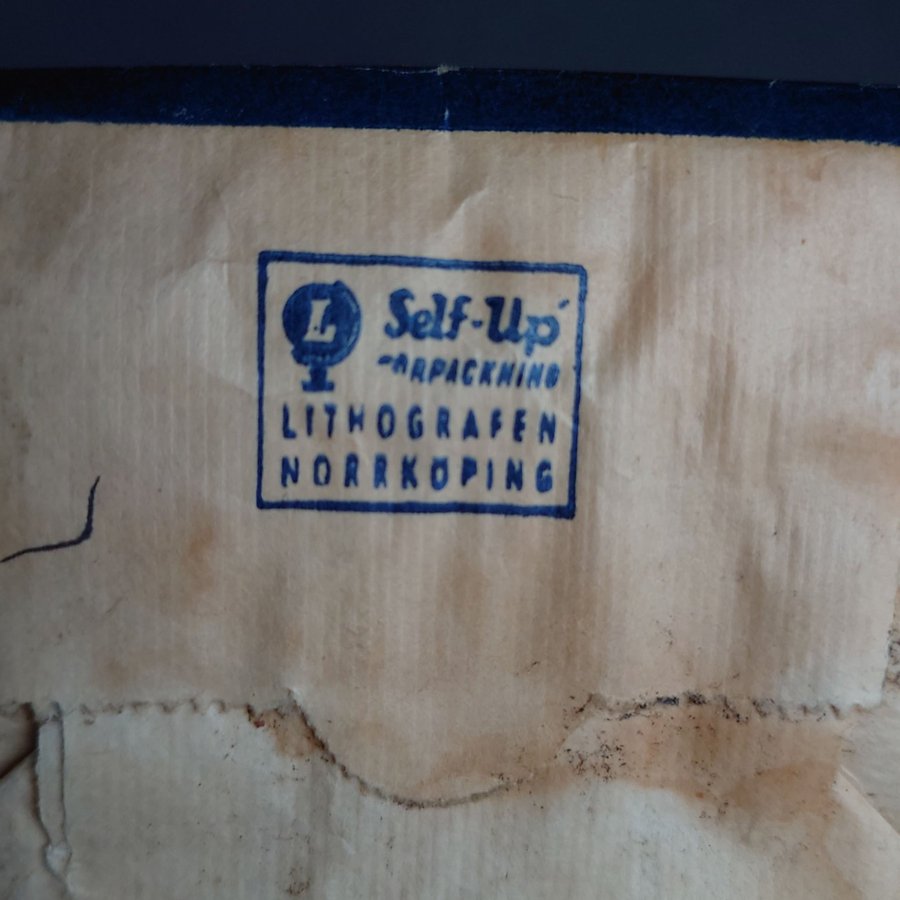 L
Self-Up
LITHOGRAFEN
NORRKÖPING